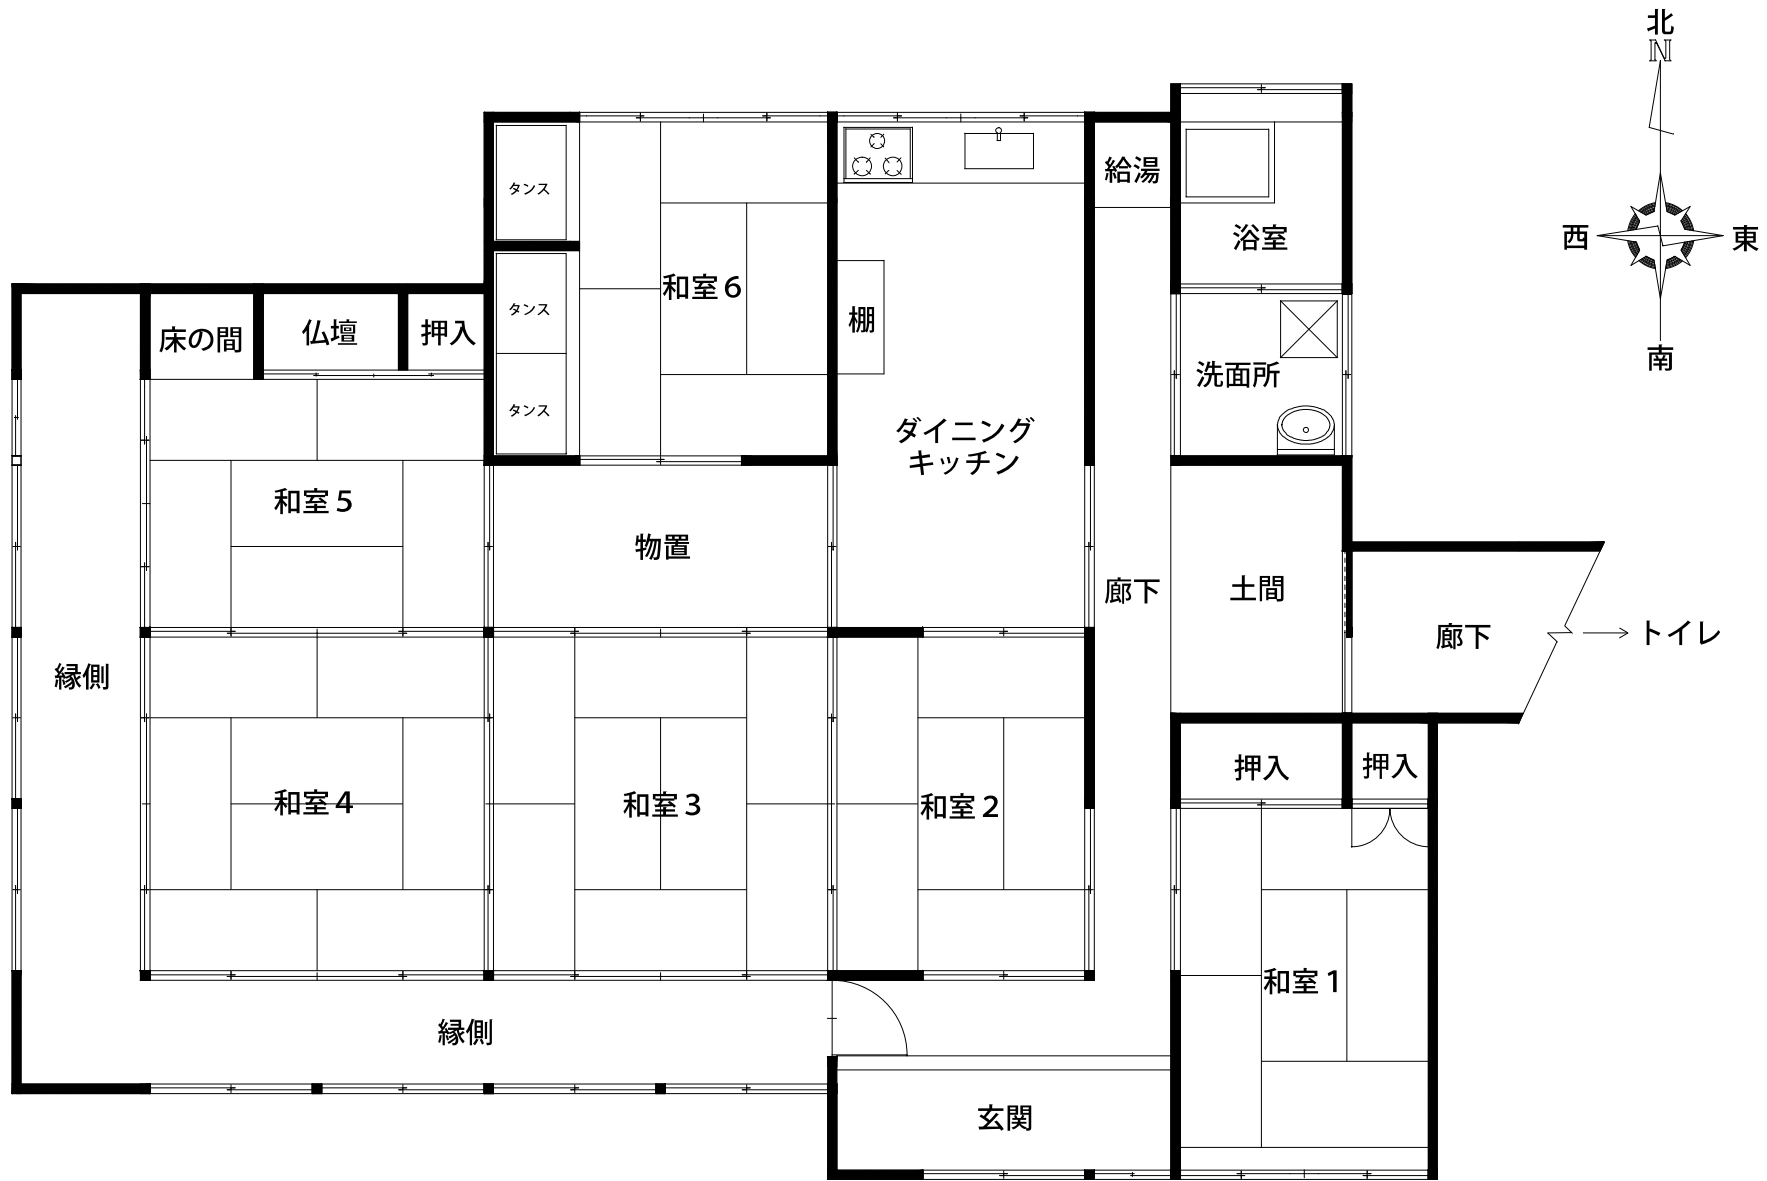 北
N
西
東
南
給湯
浴室
タンス
和室６
タンス
棚
床の間
仏壇
押入
洗面所
タンス
ダイニング
キッチン
和室５
物置
廊下
土間
廊下
トイレ
縁側
押入
押入
和室４
和室３
和室２
和室１
縁側
玄関